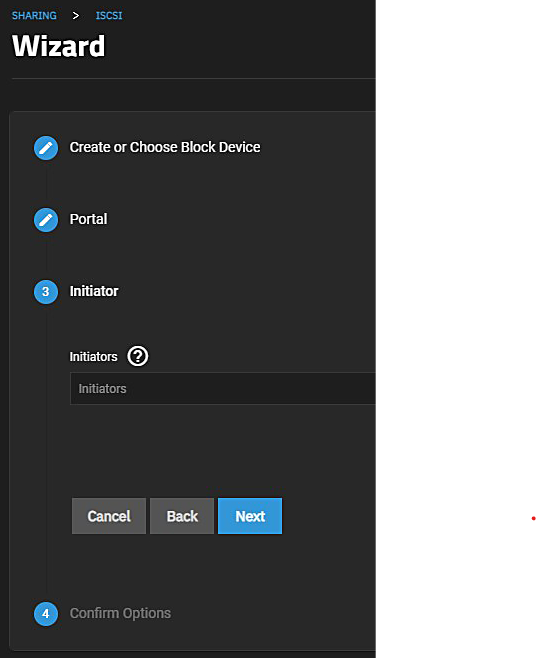 SHARING > ISCSI
Wizard
Create or Choose Block Device
Portal
3 Initiator
Initiators ?
Initiators
Cancel Back Next
4 Confirm Options